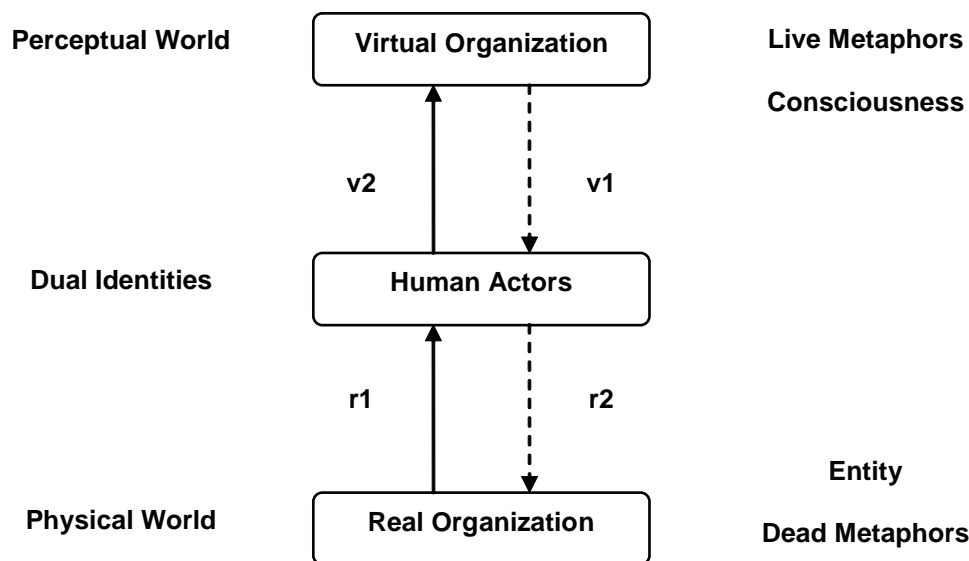 Perceptual World
Virtual Organization
Live Metaphors
Consciousness
v2
v1
Dual Identities
Human Actors
r1
r2
Entity
Physical World
Real Organization
Dead Metaphors